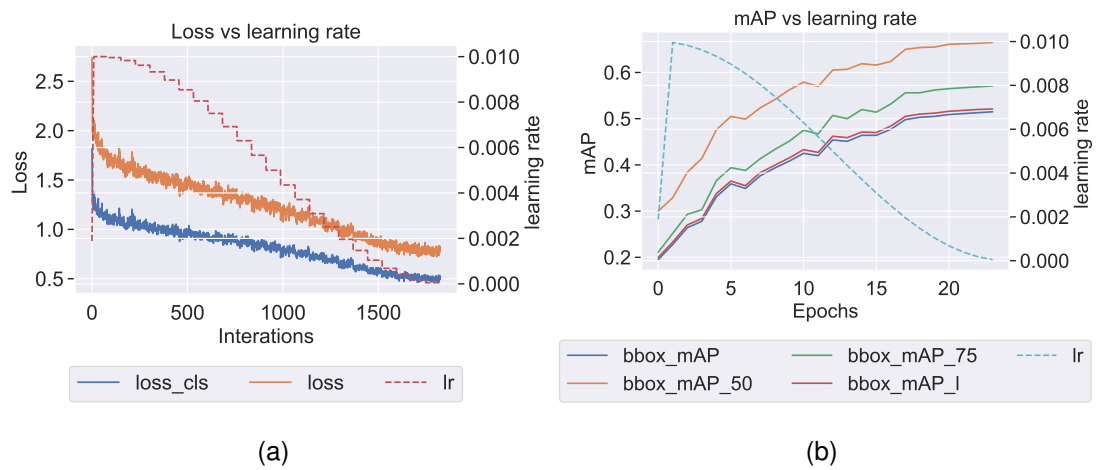 Loss vs learning rate
2.5
2.0
1.5
1.0
0.5
Loss
0.010
0.008
0.006
0.004
0.002
0.000
learning rate
0
500
1000
1500
Interations
loss_cls
loss
lr
(a)
mAP vs learning rate
0.6
0.5
0.4
0.3
0.2
mAP
0.010
0.008
0.006
0.004
0.002
0.000
learning rate
0
5
10
15
20
Epochs
bbox_mAP
bbox_mAP_75
lr
bbox_mAP_50
bbox_mAP_l
(b)